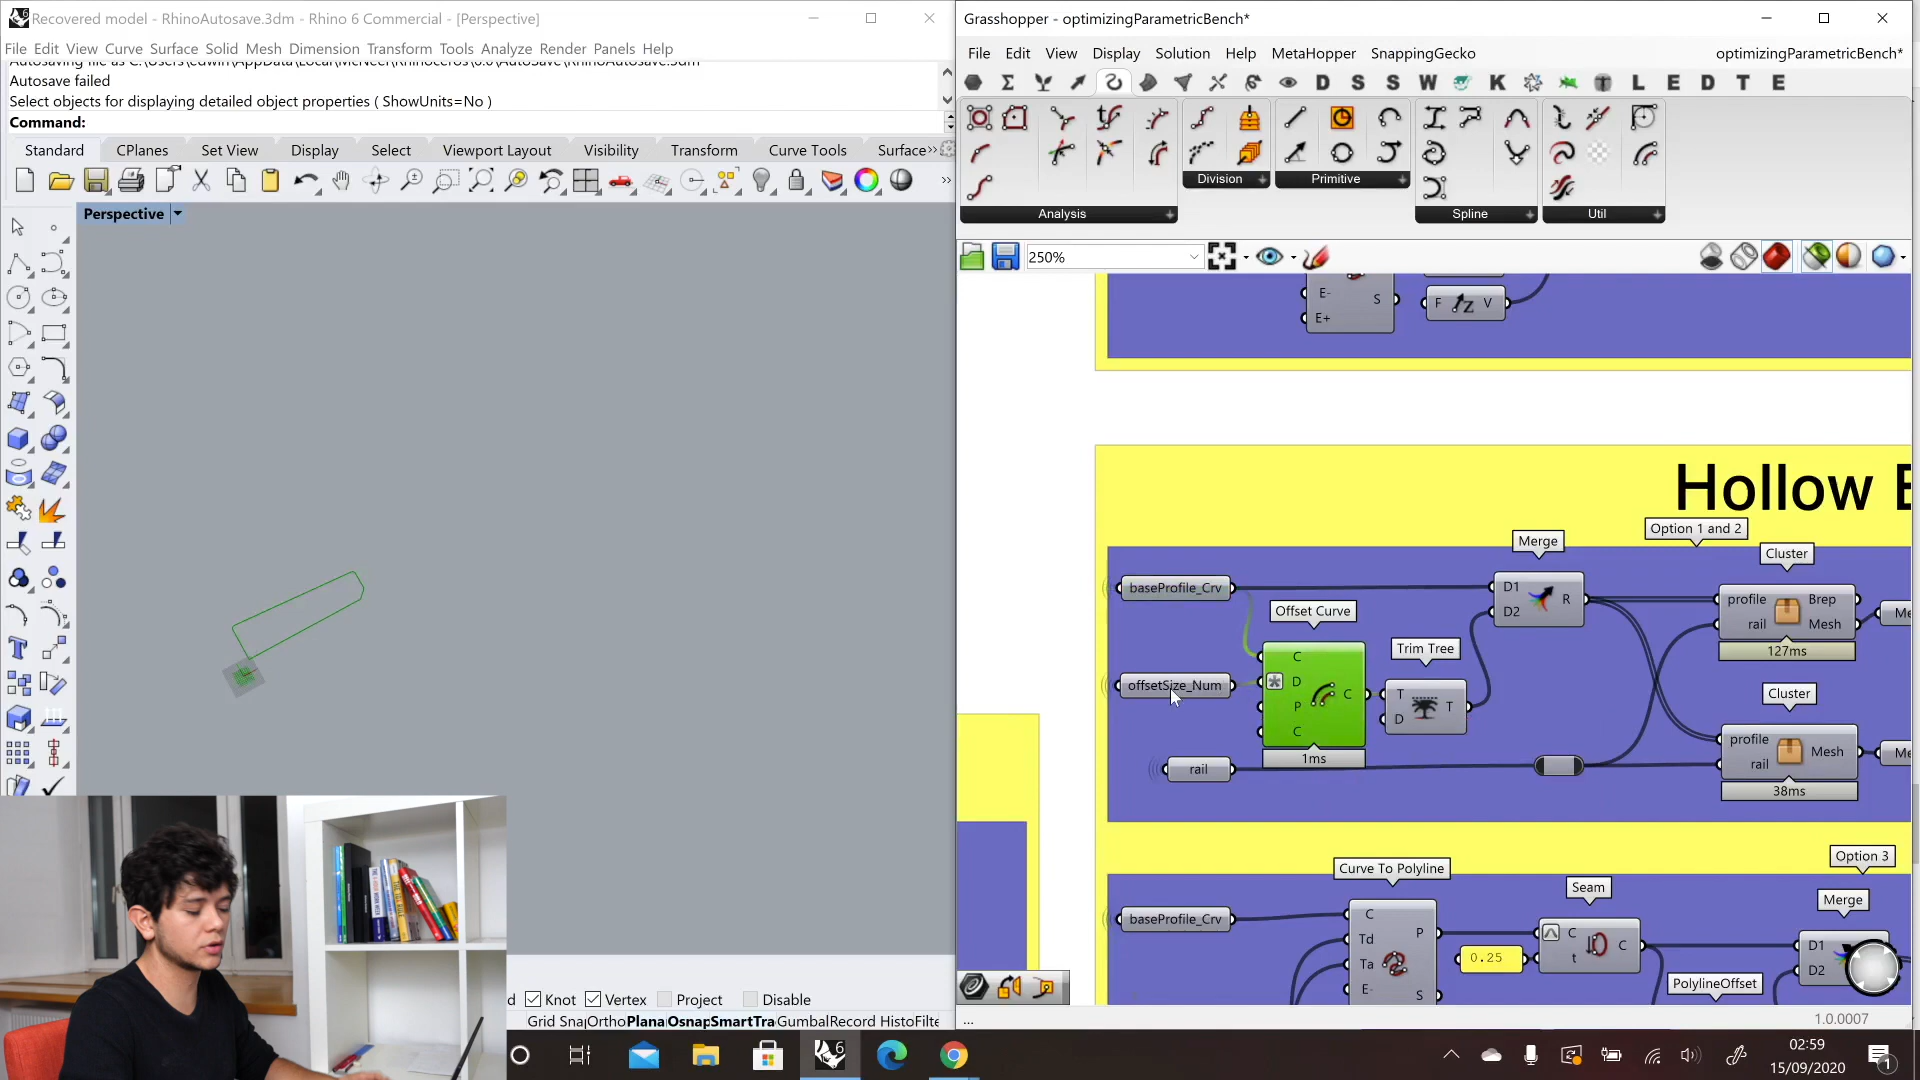 Recovered model - RhinoAutosave.3dm - Rhino 6 Commercial - [Perspective]
File Edit View Curve Surface Solid Mesh Dimension Transform Tools Analyze Render Panels Help
Autosave failed
Select objects for displaying detailed object properties ( ShowUnits=No )
Command:
Standard CPlanes Set View Display Select Viewport Layout Visibility Transform Curve Tools Surface
Perspective
Knot Vertex Project Disable
Grid Snap Ortho Plana Osnap SmartTra Gumbal Record Histo Filte
Grasshopper - optimizingParametricBench*
File Edit View Display Solution Help MetaHopper SnappingGecko optimizingParametricBench*
D S S W K L E D T E
Analysis Division Primitive Spline Util
250%
E- S F Z V
E+
Hollow
Option 1 and 2
Merge
Cluster
baseProfile_Crv
D1
D2 R
profile Brep
rail Mesh
127ms
Offset Curve
Trim Tree
offsetSize_Num
C
D
P C
C
1ms
T T
D
Cluster
profile Mesh
rail
38ms
rail
Option 3
Curve To Polyline
Seam
Merge
baseProfile_Crv
C
Td P
Ta
E- S
0.25
C C
t
D1
D2
PolylineOffset
...
1.0.0007
02:59
15/09/2020
1